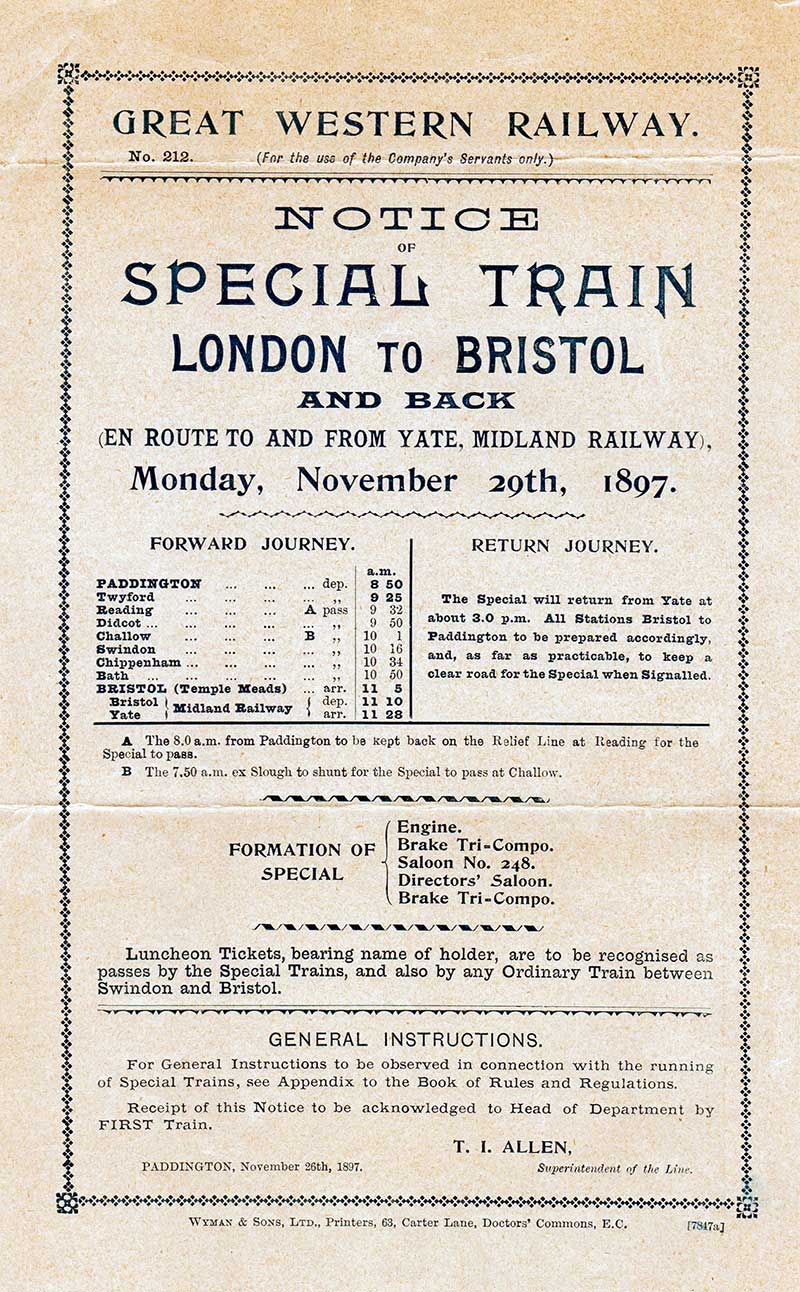 GREAT WESTERN RAILWAY.
No. 212. (For the use of the Company's Servants only.)
NOTICE
OF
SPECIAL TRAIN
LONDON TO BRISTOL
AND BACK
(EN ROUTE TO AND FROM YATE, MIDLAND RAILWAY),
Monday, November 29th, 1897.
FORWARD JOURNEY.
a.m.
PADDINGTON ... ... ... dep. 8 50
Twyford ... ... ... ... ,, 9 25
Reading ... ... ... A pass 9 32
Didcot ... ... ... ... ... ,, 9 50
Challow ... ... ... B ,, 10 1
Swindon ... ... ... ... ,, 10 16
Chippenham ... ... ... ... ,, 10 34
Bath ... ... ... ... ... ,, 10 50
BRISTOL (Temple Meads) ... arr. 11 5
Bristol } Midland Railway { dep. 11 10
Yate } { arr. 11 28
RETURN JOURNEY.
The Special will return from Yate at
about 3.0 p.m. All Stations Bristol to
Paddington to be prepared accordingly,
and, as far as practicable, to keep a
clear road for the Special when Signalled.
A The 8.0 a.m. from Paddington to be kept back on the Relief Line at Reading for the
Special to pass.
B The 7.50 a.m. ex Slough to shunt for the Special to pass at Challow.
FORMATION OF
SPECIAL
Engine.
Brake Tri-Compo.
Saloon No. 248.
Directors' Saloon.
Brake Tri-Compo.
Luncheon Tickets, bearing name of holder, are to be recognised as
passes by the Special Trains, and also by any Ordinary Train between
Swindon and Bristol.
GENERAL INSTRUCTIONS.
For General Instructions to be observed in connection with the running
of Special Trains, see Appendix to the Book of Rules and Regulations.
Receipt of this Notice to be acknowledged to Head of Department by
FIRST Train.
T. I. ALLEN,
PADDINGTON, November 26th, 1897. Superintendent of the Line.
WYMAN & SONS, LTD., Printers, 63, Carter Lane, Doctors' Commons, E.C. [7847a]